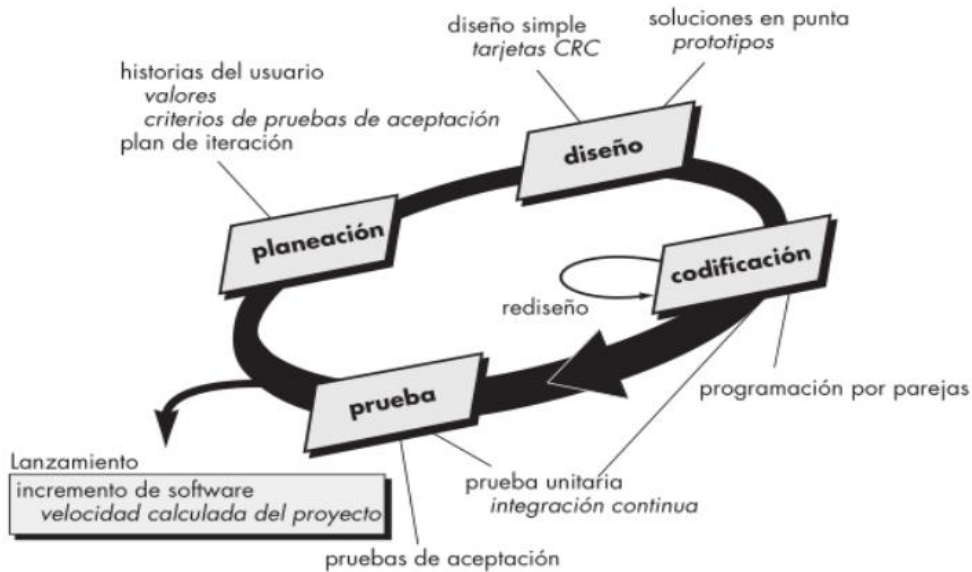 diseño simple
tarjetas CRC
soluciones en punta
prototipos
historias del usuario
valores
criterios de pruebas de aceptación
plan de iteración
diseño
planeación
codificación
rediseño
prueba
programación por parejas
Lanzamiento
incremento de software
velocidad calculada del proyecto
prueba unitaria
integración continua
pruebas de aceptación